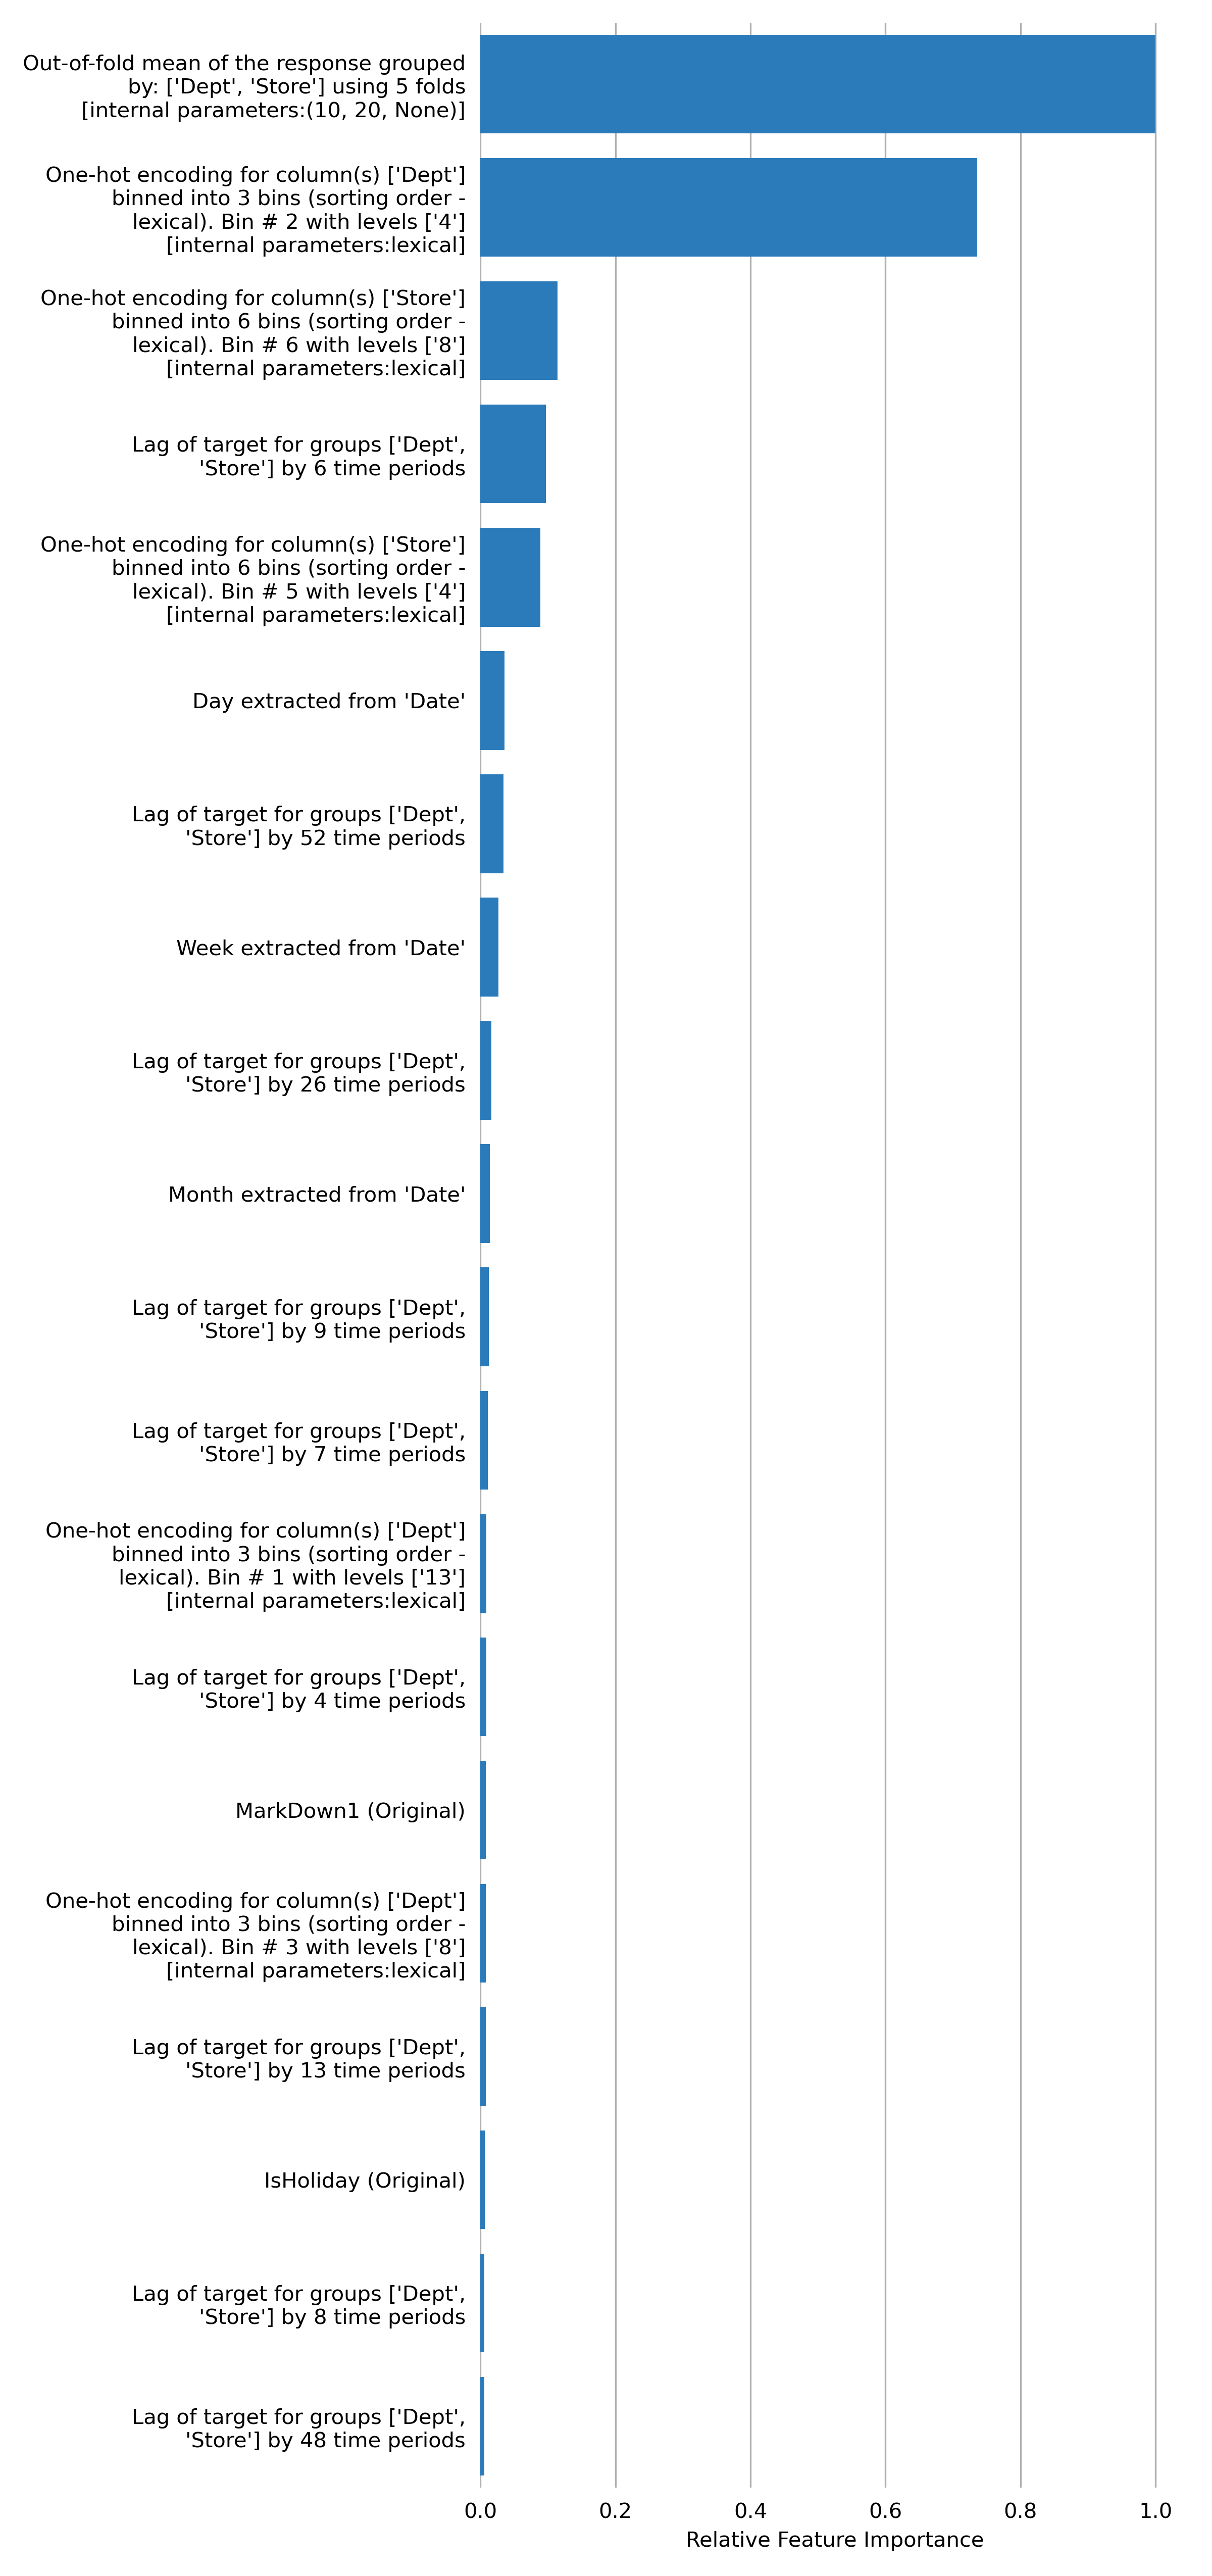 Out-of-fold mean of the response grouped
by: ['Dept', 'Store'] using 5 folds
[internal parameters:(10, 20, None)]
One-hot encoding for column(s) ['Dept']
binned into 3 bins (sorting order -
lexical). Bin # 2 with levels ['4']
[internal parameters:lexical]
One-hot encoding for column(s) ['Store']
binned into 6 bins (sorting order -
lexical). Bin # 6 with levels ['8']
[internal parameters:lexical]
Lag of target for groups ['Dept',
'Store'] by 6 time periods
One-hot encoding for column(s) ['Store']
binned into 6 bins (sorting order -
lexical). Bin # 5 with levels ['4']
[internal parameters:lexical]
Day extracted from 'Date'
Lag of target for groups ['Dept',
'Store'] by 52 time periods
Week extracted from 'Date'
Lag of target for groups ['Dept',
'Store'] by 26 time periods
Month extracted from 'Date'
Lag of target for groups ['Dept',
'Store'] by 9 time periods
Lag of target for groups ['Dept',
'Store'] by 7 time periods
One-hot encoding for column(s) ['Dept']
binned into 3 bins (sorting order -
lexical). Bin # 1 with levels ['13']
[internal parameters:lexical]
Lag of target for groups ['Dept',
'Store'] by 4 time periods
MarkDown1 (Original)
One-hot encoding for column(s) ['Dept']
binned into 3 bins (sorting order -
lexical). Bin # 3 with levels ['8']
[internal parameters:lexical]
Lag of target for groups ['Dept',
'Store'] by 13 time periods
IsHoliday (Original)
Lag of target for groups ['Dept',
'Store'] by 8 time periods
Lag of target for groups ['Dept',
'Store'] by 48 time periods
0.0 0.2 0.4 0.6 0.8 1.0
Relative Feature Importance